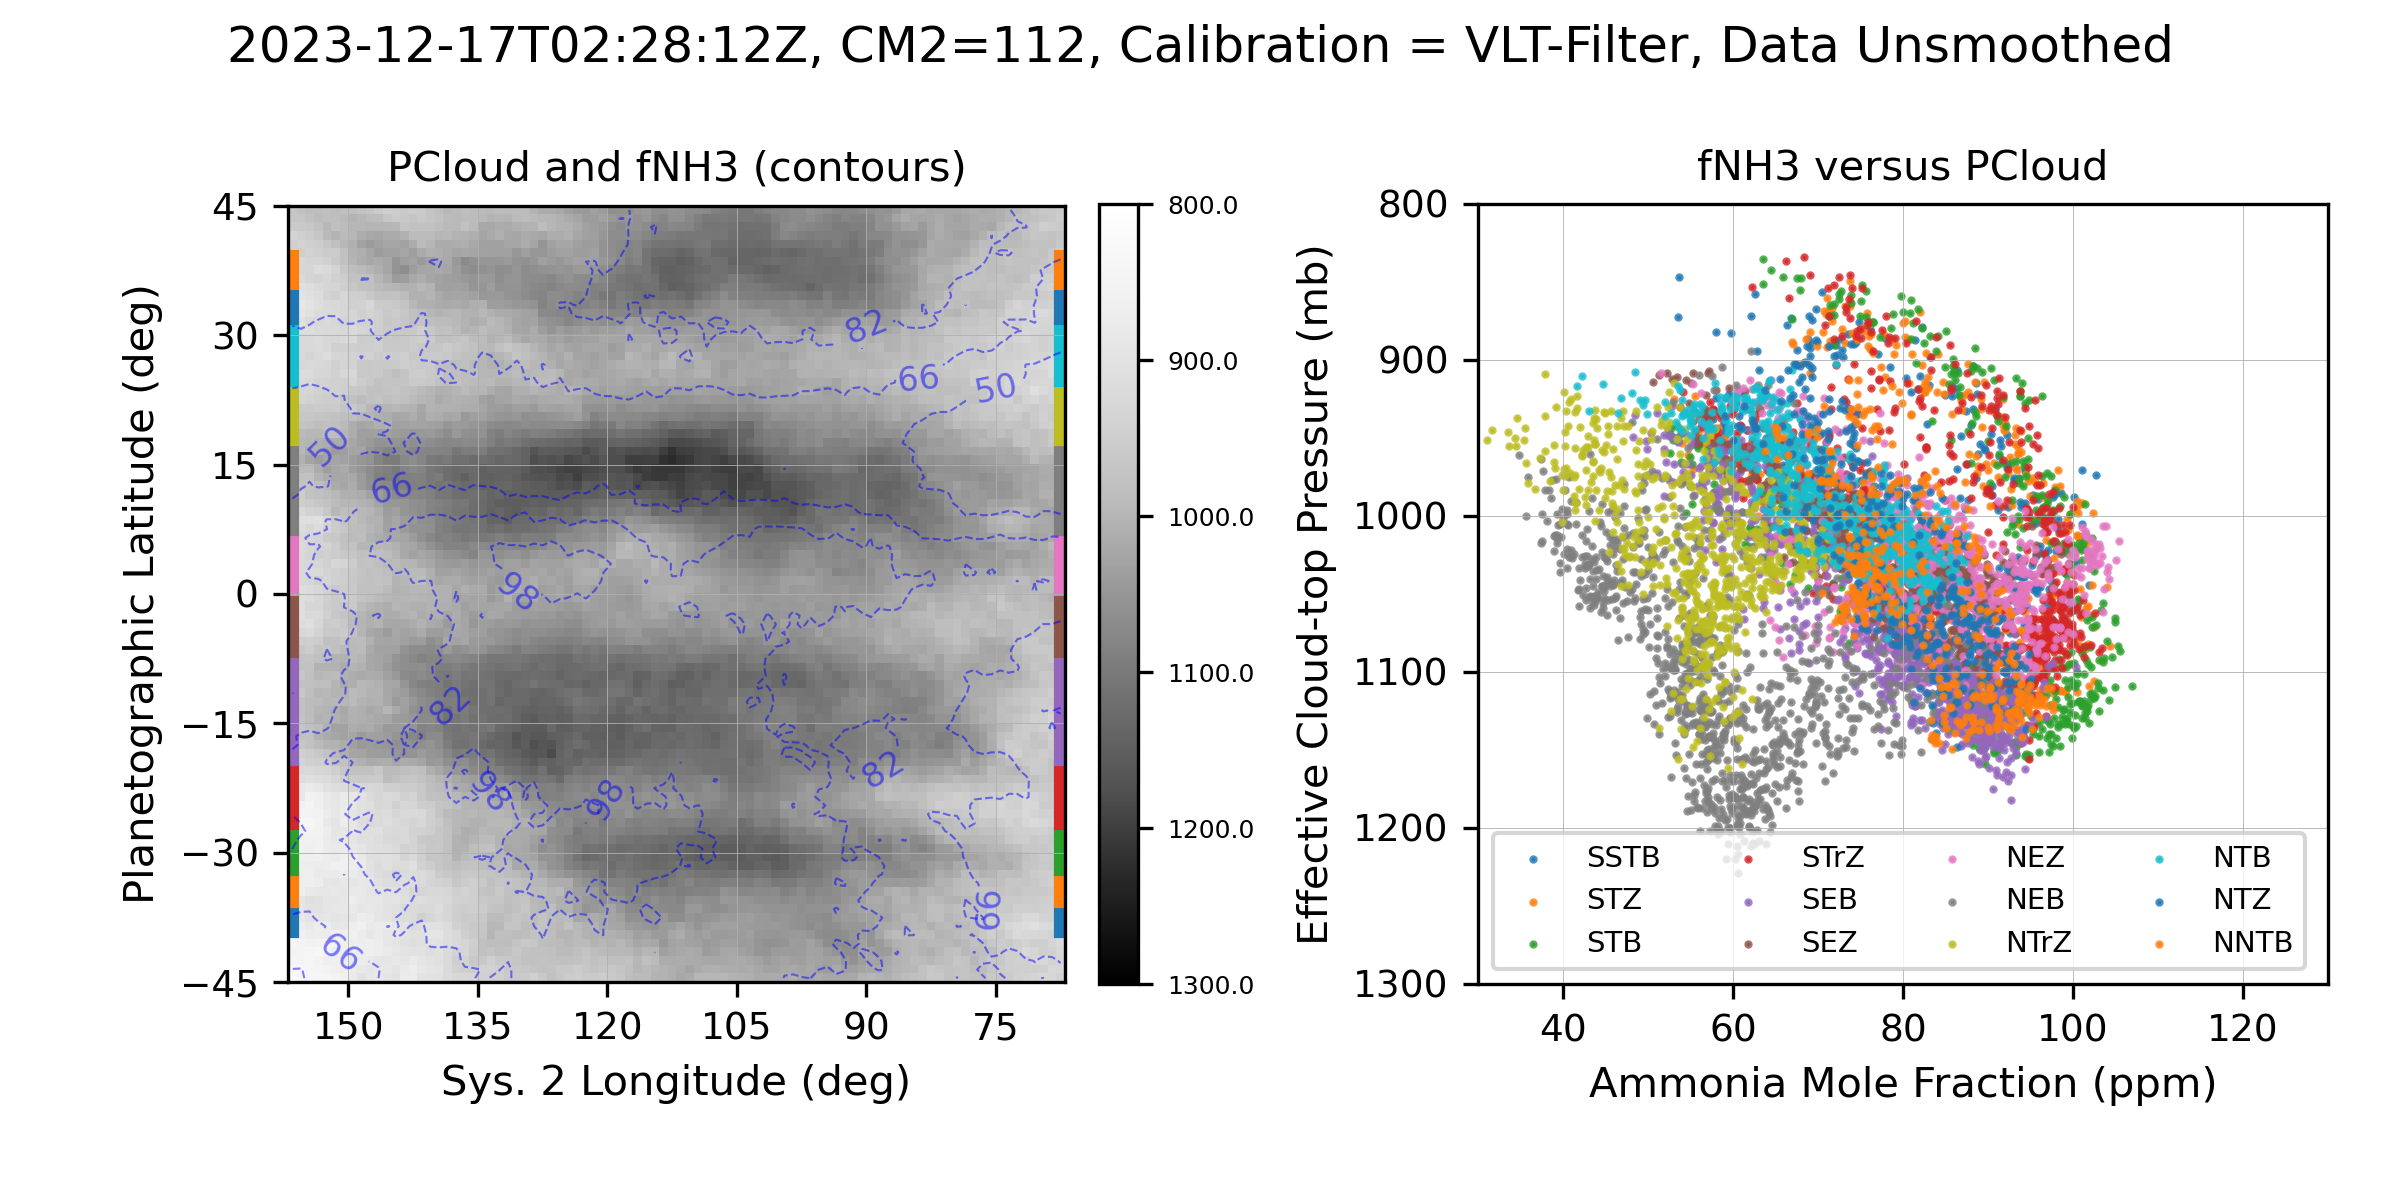 2023-12-17T02:28:12Z, CM2=112, Calibration = VLT-Filter, Data Unsmoothed
PCloud and fNH3 (contours)
Planetographic Latitude (deg)
45
30
15
0
−15
−30
−45
150
135
120
105
90
75
Sys. 2 Longitude (deg)
82
66
50
50
66
98
82
82
98
98
66
66
800.0
900.0
1000.0
1100.0
1200.0
1300.0
fNH3 versus PCloud
Effective Cloud-top Pressure (mb)
800
900
1000
1100
1200
1300
SSTB
STZ
STB
STrZ
SEB
SEZ
NEZ
NEB
NTrZ
NTB
NTZ
NNTB
40
60
80
100
120
Ammonia Mole Fraction (ppm)